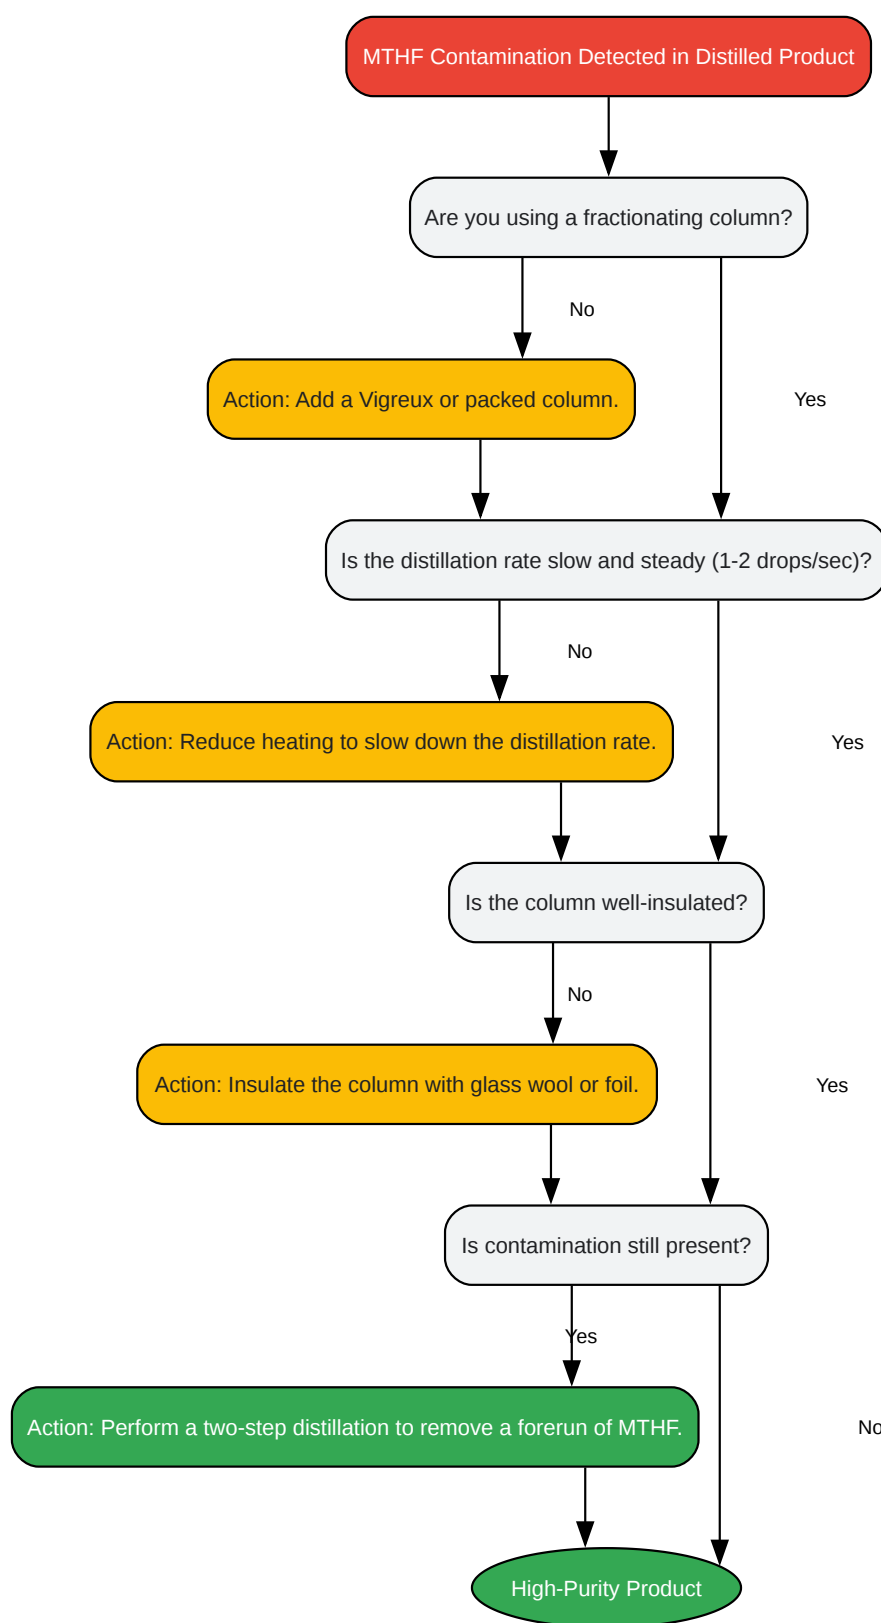 MTHF Contamination Detected in Distilled Product
Are you using a fractionating column?
No
Action: Add a Vigreux or packed column.
Yes
Is the distillation rate slow and steady (1-2 drops/sec)?
No
Action: Reduce heating to slow down the distillation rate.
Yes
Is the column well-insulated?
No
Action: Insulate the column with glass wool or foil.
Yes
Is contamination still present?
Yes
Action: Perform a two-step distillation to remove a forerun of MTHF.
No
High-Purity Product